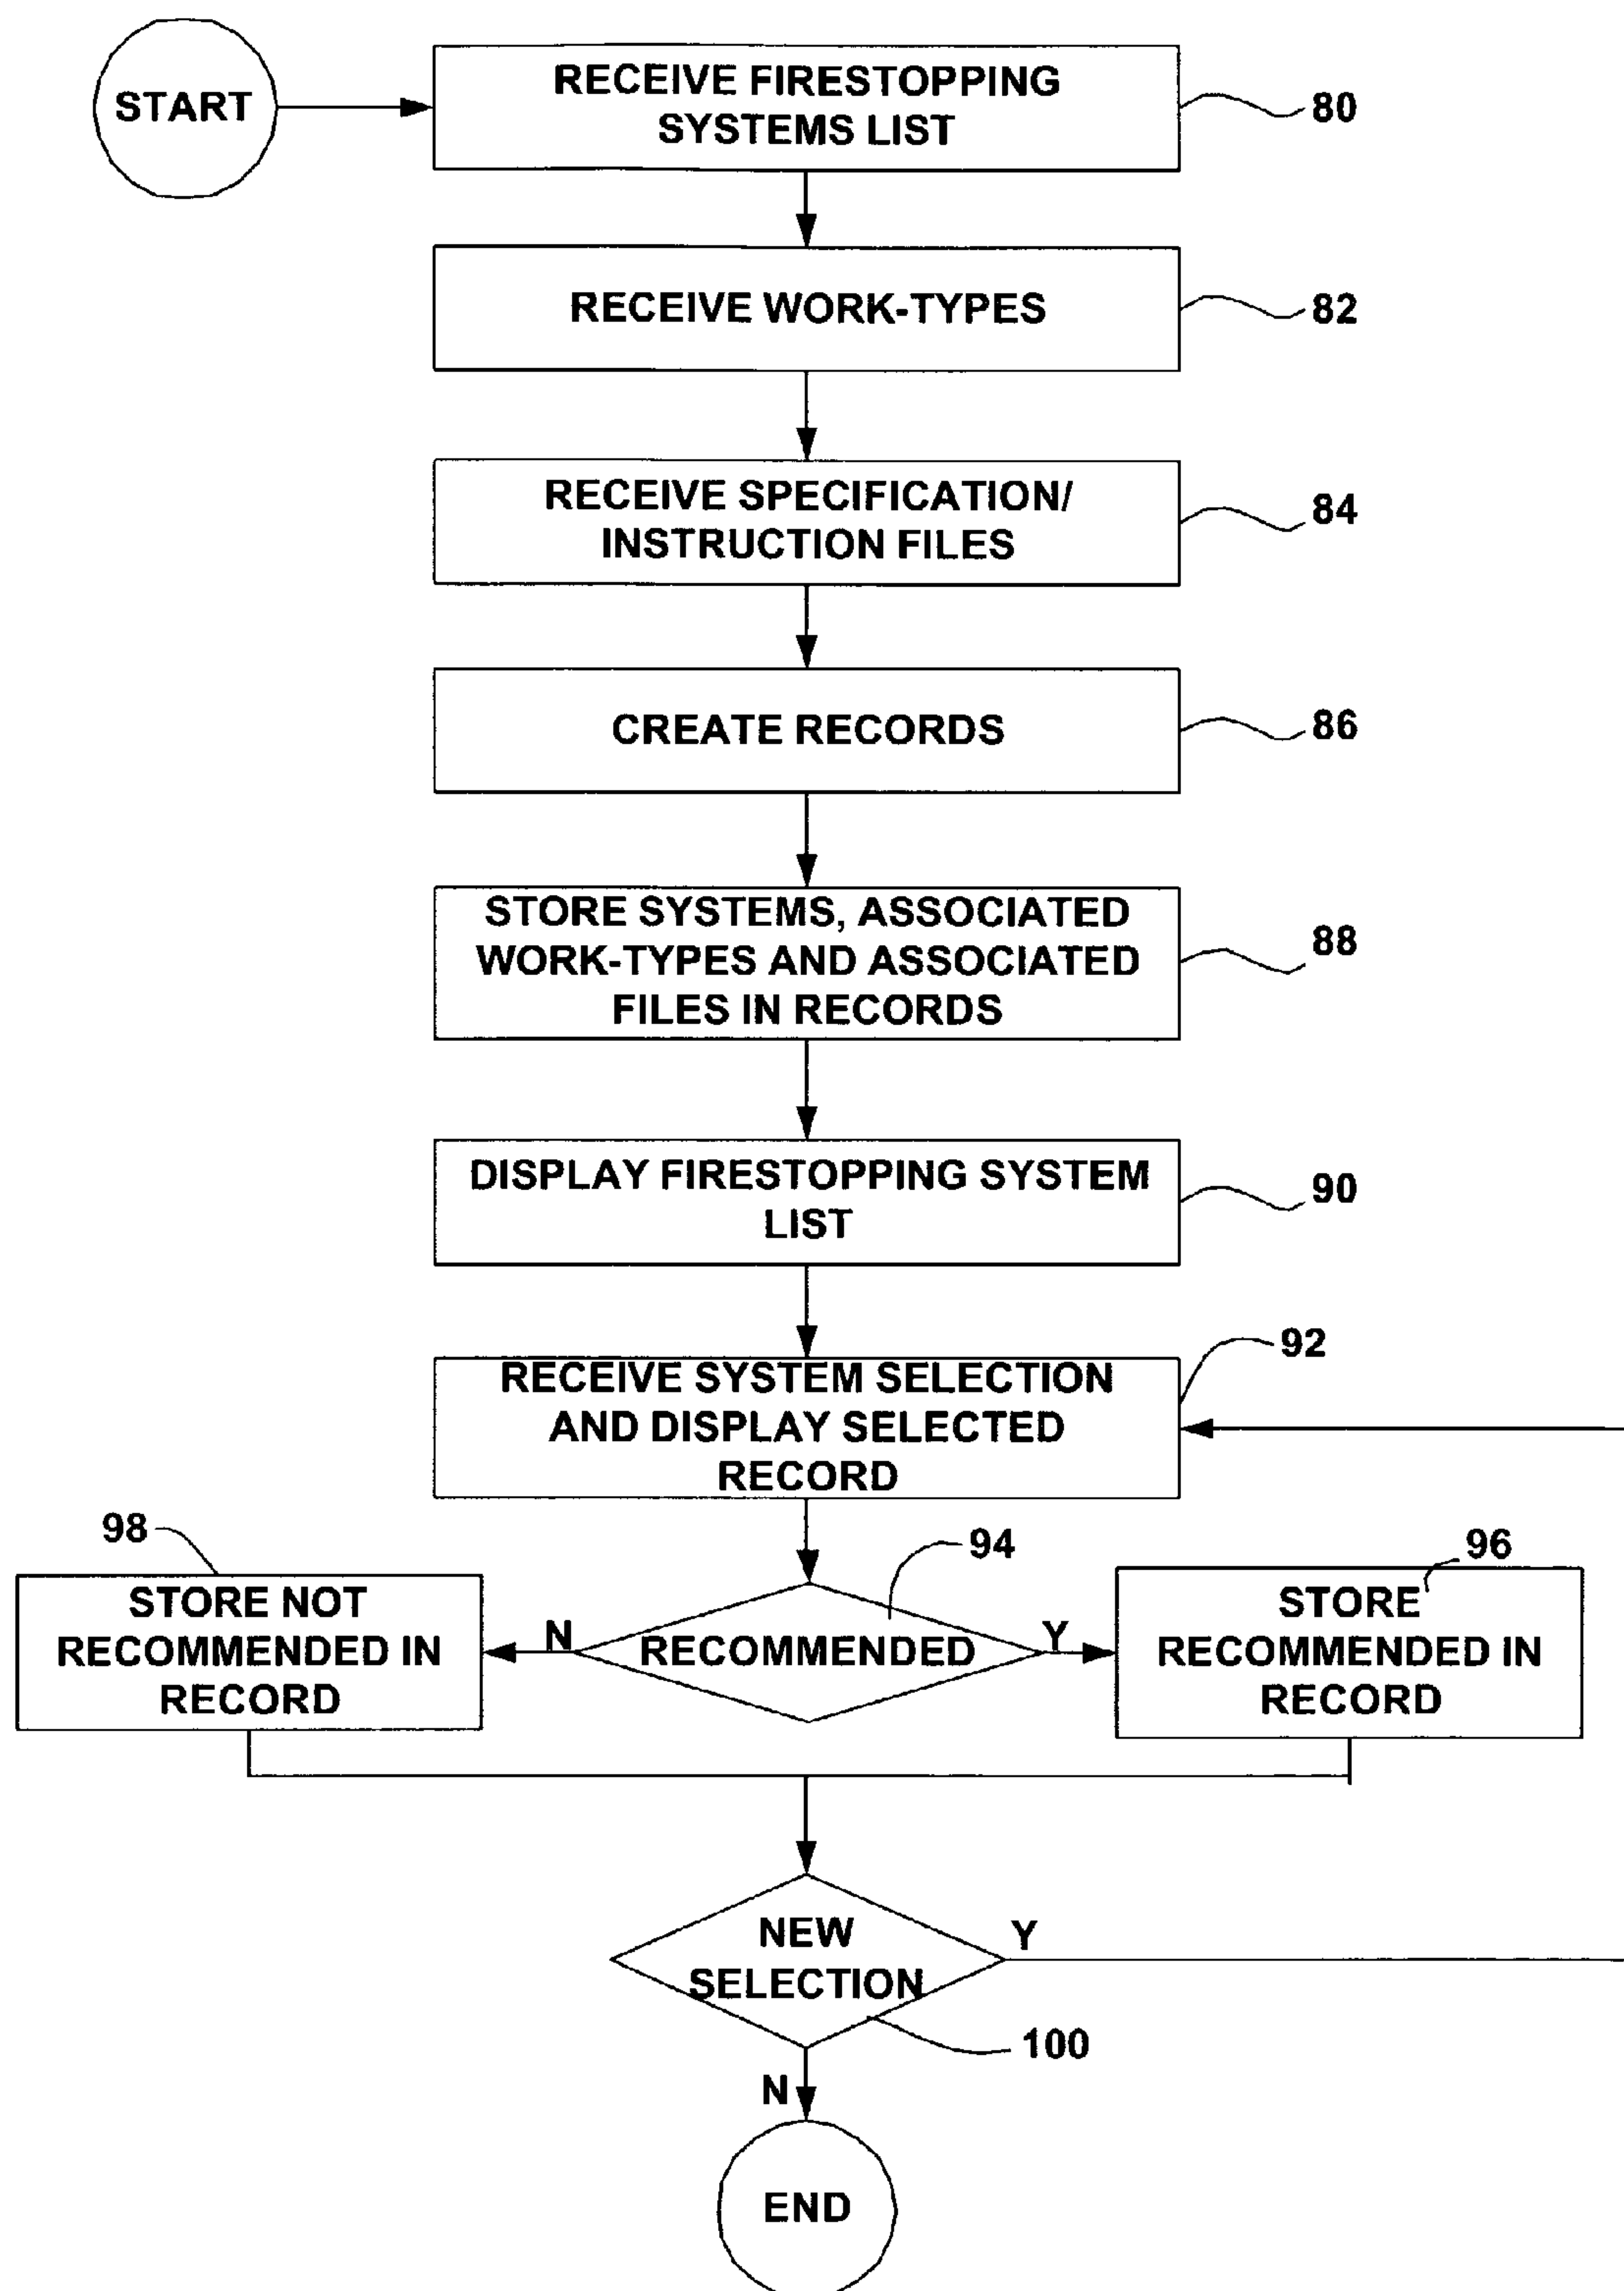 START
RECEIVE FIRESTOPPING
SYSTEMS LIST
80
RECEIVE WORK-TYPES
82
RECEIVE SPECIFICATION/
INSTRUCTION FILES
84
CREATE RECORDS
86
STORE SYSTEMS, ASSOCIATED
WORK-TYPES AND ASSOCIATED
FILES IN RECORDS
88
DISPLAY FIRESTOPPING SYSTEM
LIST
90
RECEIVE SYSTEM SELECTION
AND DISPLAY SELECTED
RECORD
92
98
STORE NOT
RECOMMENDED IN
RECORD
N
RECOMMENDED
94
Y
96
STORE
RECOMMENDED IN
RECORD
NEW
SELECTION
Y
100
N
END